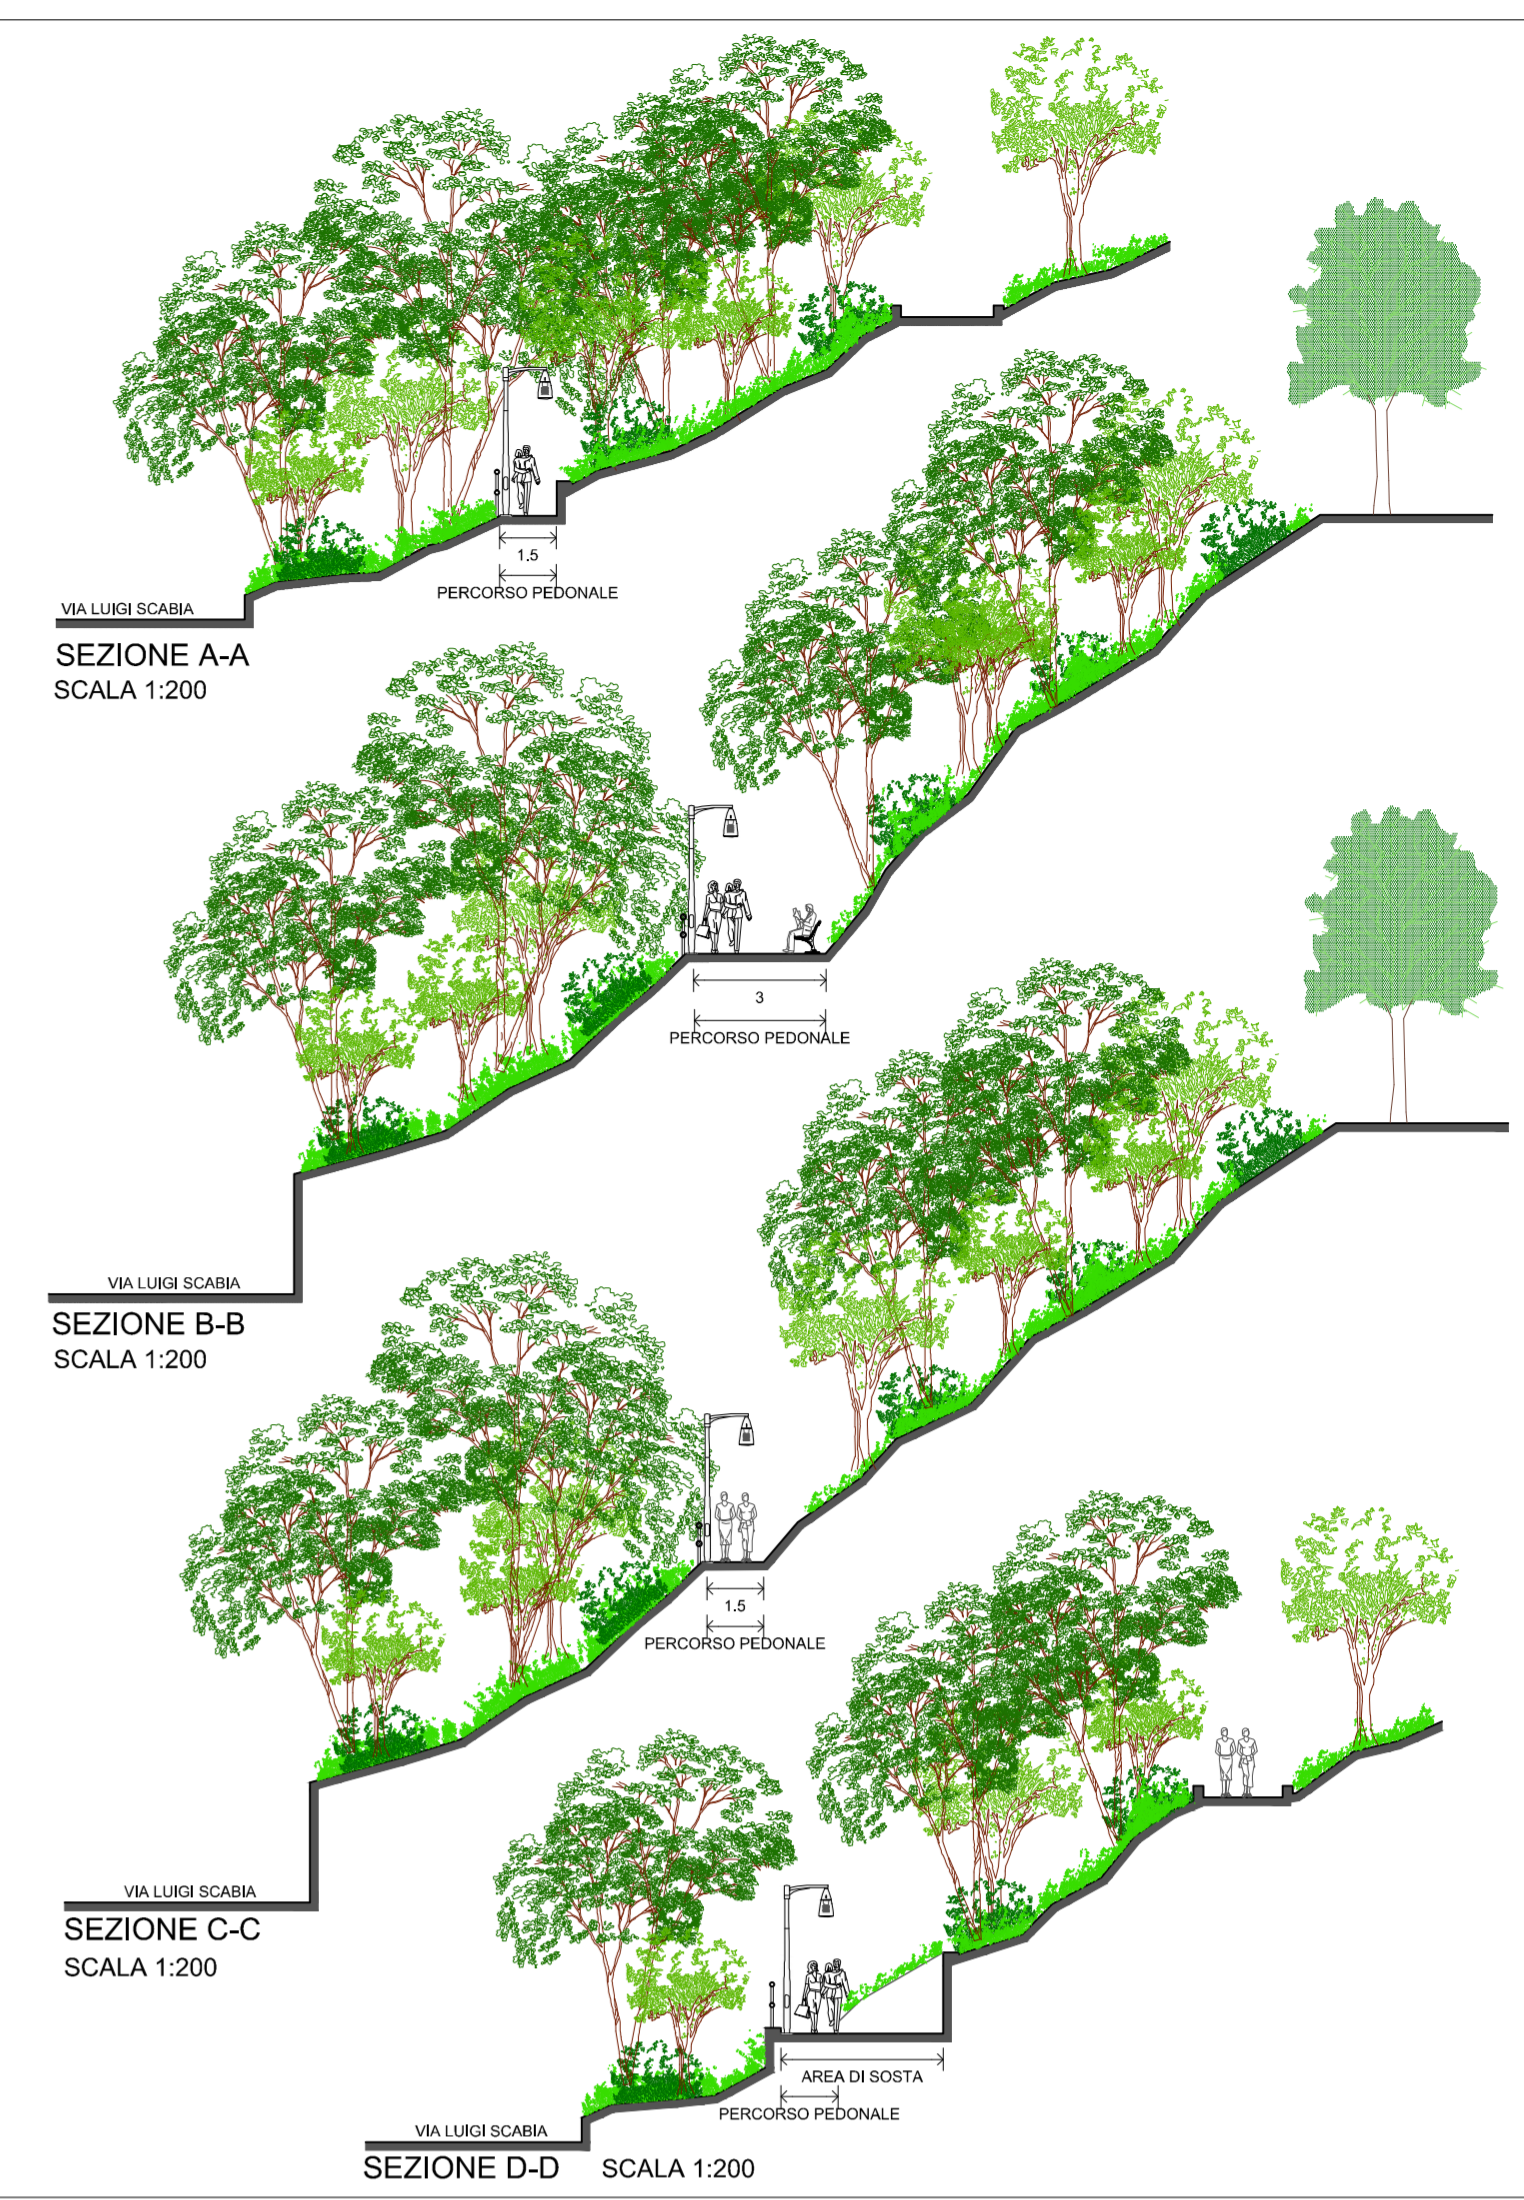 1.5
PERCORSO PEDONALE
VIA LUIGI SCABIA
SEZIONE A-A
SCALA 1:200
3
PERCORSO PEDONALE
VIA LUIGI SCABIA
SEZIONE B-B
SCALA 1:200
1.5
PERCORSO PEDONALE
VIA LUIGI SCABIA
SEZIONE C-C
SCALA 1:200
AREA DI SOSTA
PERCORSO PEDONALE
VIA LUIGI SCABIA
SEZIONE D-D SCALA 1:200